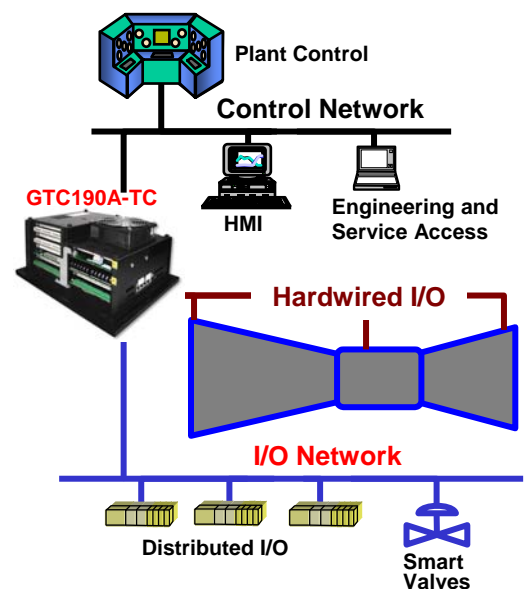 Plant Control
Control Network
GTC190A-TC
HMI
Engineering and
Service Access
Hardwired I/O
I/O Network
Distributed I/O
Smart
Valves